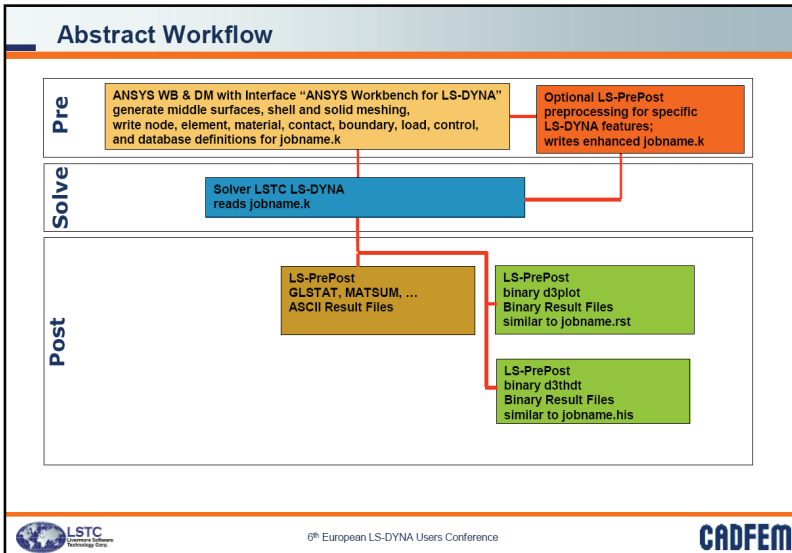 Abstract Workflow
Pre
ANSYS WB & DM with Interface “ANSYS Workbench for LS-DYNA”
generate middle surfaces, shell and solid meshing,
write node, element, material, contact, boundary, load, control,
and database definitions for jobname.k
Optional LS-PrePost
preprocessing for specific
LS-DYNA features;
writes enhanced jobname.k
Solve
Solver LSTC LS-DYNA
reads jobname.k
Post
LS-PrePost
GLSTAT, MATSUM, ...
ASCII Result Files
LS-PrePost
binary d3plot
Binary Result Files
similar to jobname.rst
LS-PrePost
binary d3thdt
Binary Result Files
similar to jobname.his
LSTC
Livermore Software
Technology Corp.
6th European LS-DYNA Users Conference
CADFEM